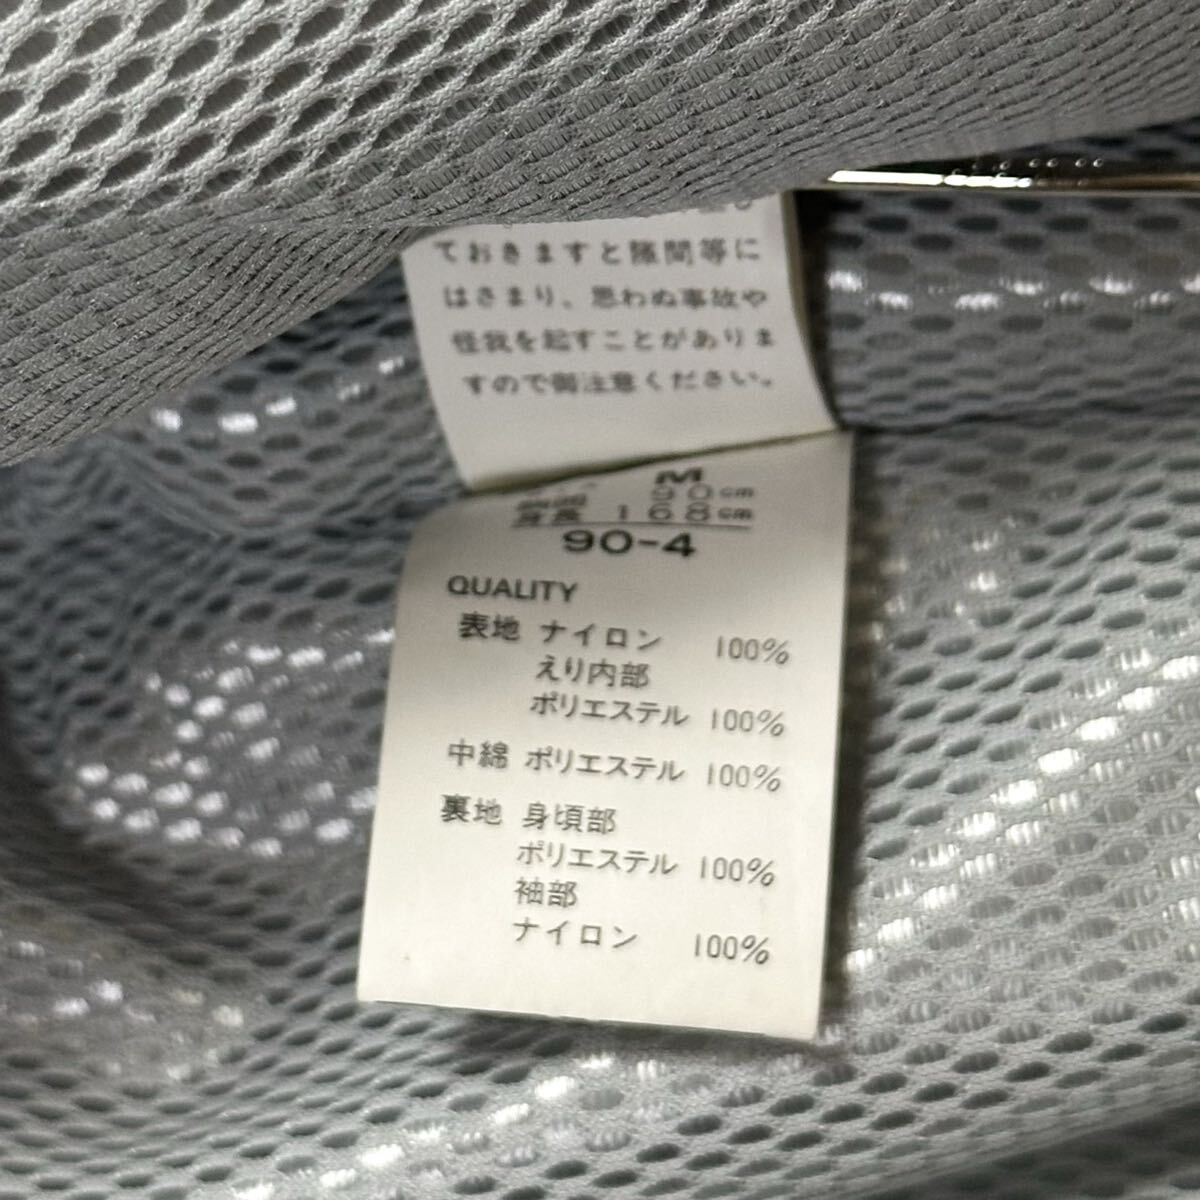 ておきますと隙間等に
はさまり、思わぬ事故や
怪我を起すことがありま
すので御注意ください。
M
90cm
身長 168cm
90-4
QUALITY
表地 ナイロン 100%
えり内部
ポリエステル 100%
中綿 ポリエステル 100%
裏地 身頃部
ポリエステル 100%
袖部
ナイロン 100%